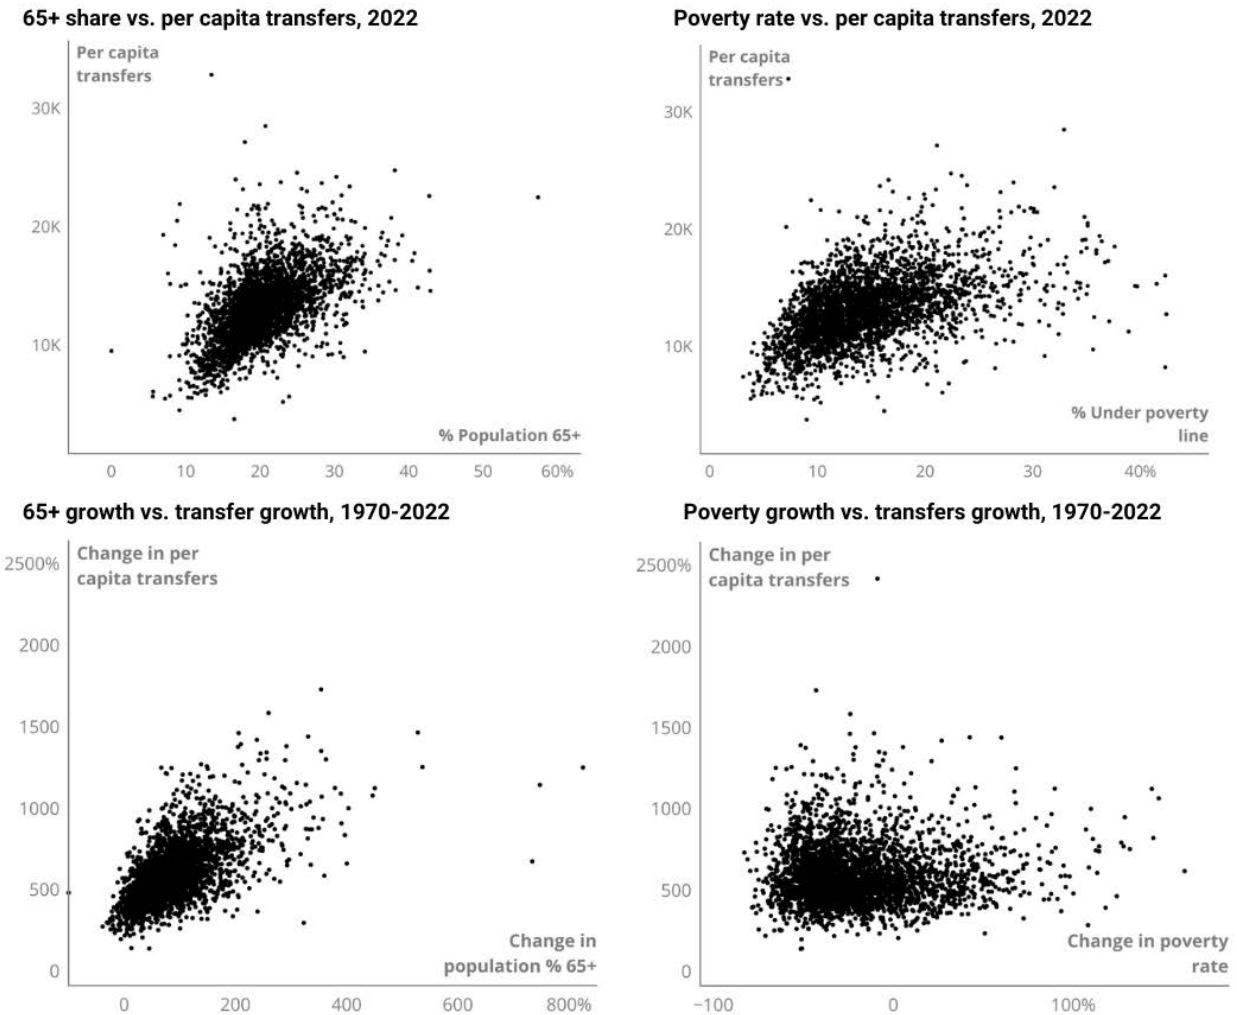 65+ share vs. per capita transfers, 2022
Per capita
transfers
30K
20K
10K
% Population 65+
0 10 20 30 40 50 60%
Poverty rate vs. per capita transfers, 2022
Per capita
transfers
30K
20K
10K
% Under poverty
line
0 10 20 30 40%
65+ growth vs. transfer growth, 1970-2022
2500%
Change in per
capita transfers
2000
1500
1000
500
0
Change in
population % 65+
0 200 400 600 800%
Poverty growth vs. transfers growth, 1970-2022
2500%
Change in per
capita transfers
2000
1500
1000
500
0
Change in poverty
rate
−100 0 100%